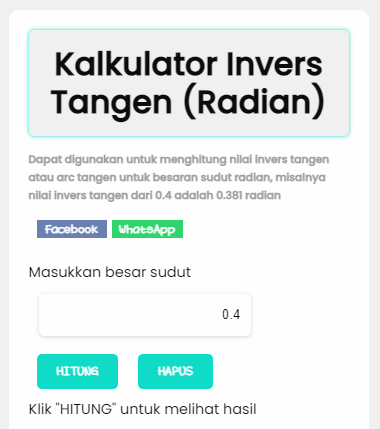 Kalkulator Invers
Tangen (Radian)
Dapat digunakan untuk menghitung nilai invers tangen
atau arc tangen untuk besaran sudut radian, misalnya
nilai invers tangen dari 0.4 adalah 0.381 radian
Facebook WhatsApp
Masukkan besar sudut
0.4
HITUNG HAPUS
Klik "HITUNG" untuk melihat hasil